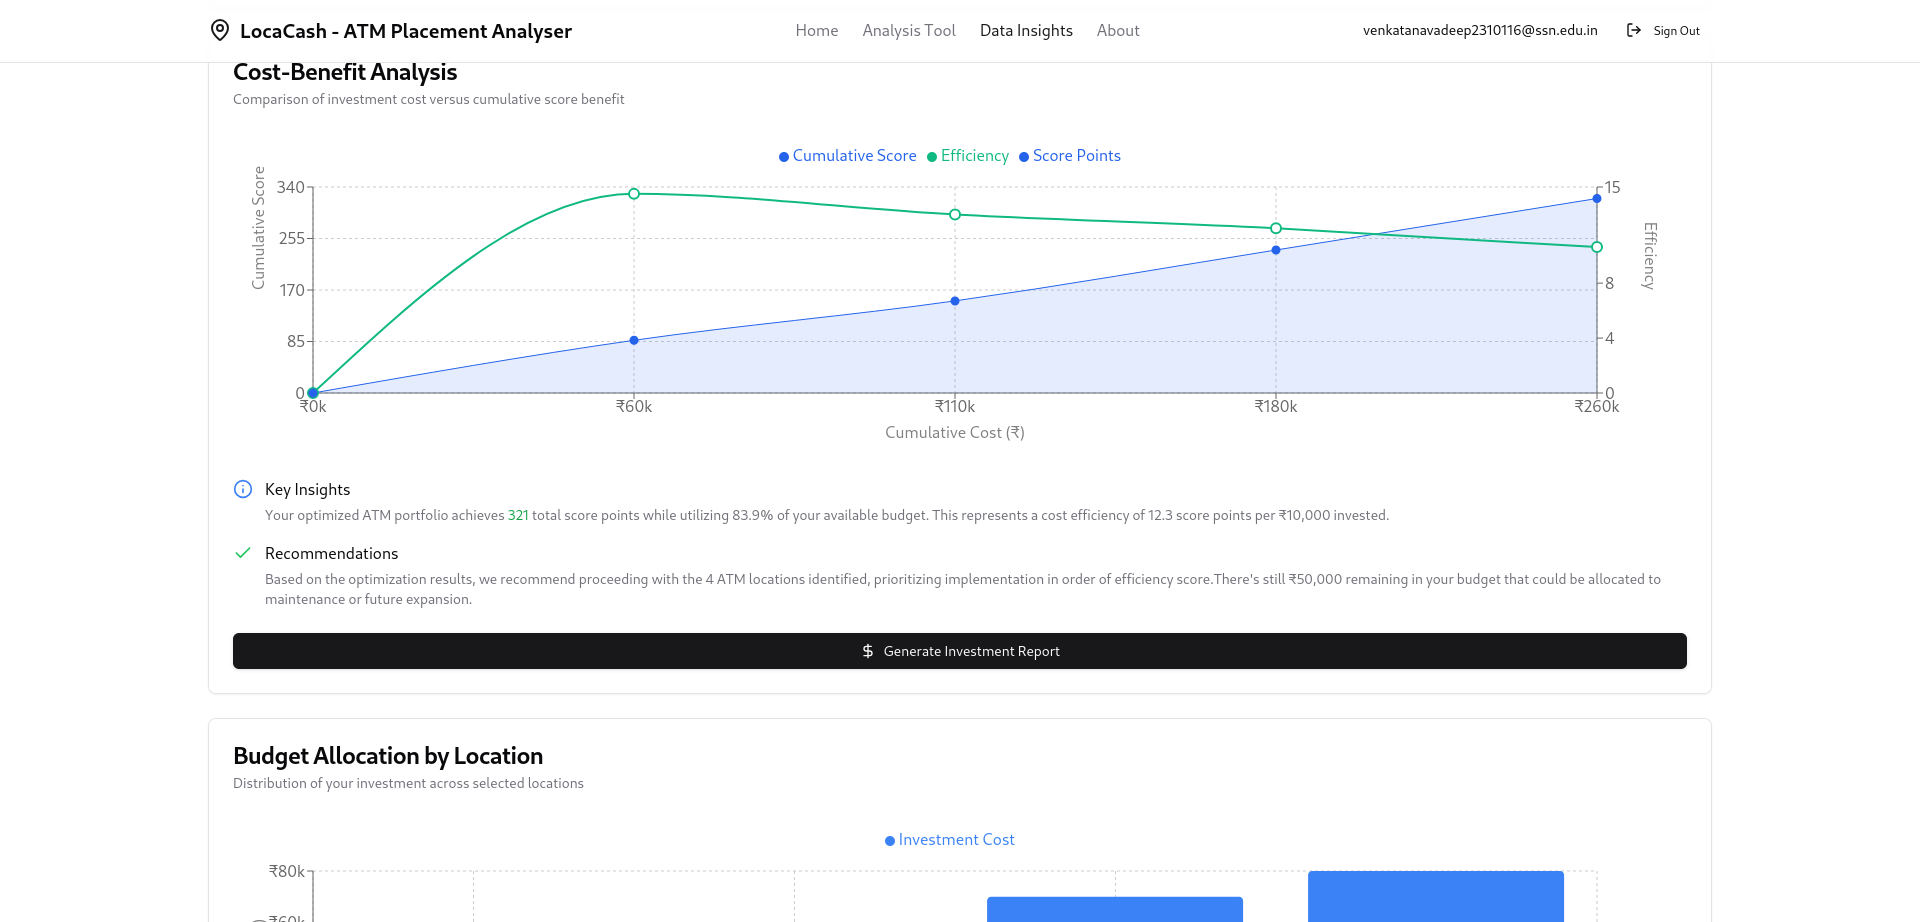 LocaCash - ATM Placement Analyser
Home Analysis Tool Data Insights About
venkatanavadeep2310116@ssn.edu.in Sign Out
Cost-Benefit Analysis
Comparison of investment cost versus cumulative score benefit
Cumulative Score Efficiency Score Points
Cumulative Score
340
255
170
85
0
15
8
4
0
Efficiency
₹0k ₹60k ₹110k ₹180k ₹260k
Cumulative Cost (₹)
Key Insights
Your optimized ATM portfolio achieves 321 total score points while utilizing 83.9% of your available budget. This represents a cost efficiency of 12.3 score points per ₹10,000 invested.
Recommendations
Based on the optimization results, we recommend proceeding with the 4 ATM locations identified, prioritizing implementation in order of efficiency score.There's still ₹50,000 remaining in your budget that could be allocated to
maintenance or future expansion.
$ Generate Investment Report
Budget Allocation by Location
Distribution of your investment across selected locations
Investment Cost
₹80k
₹60k